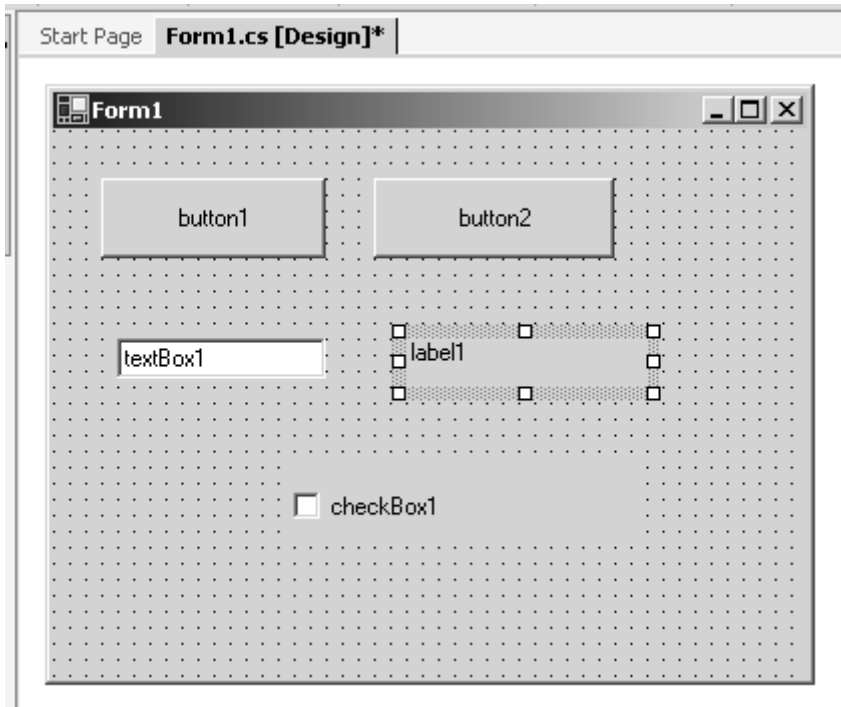 Start Page Form1.cs [Design]*
Form1
button1 button2
textBox1 label1
checkBox1